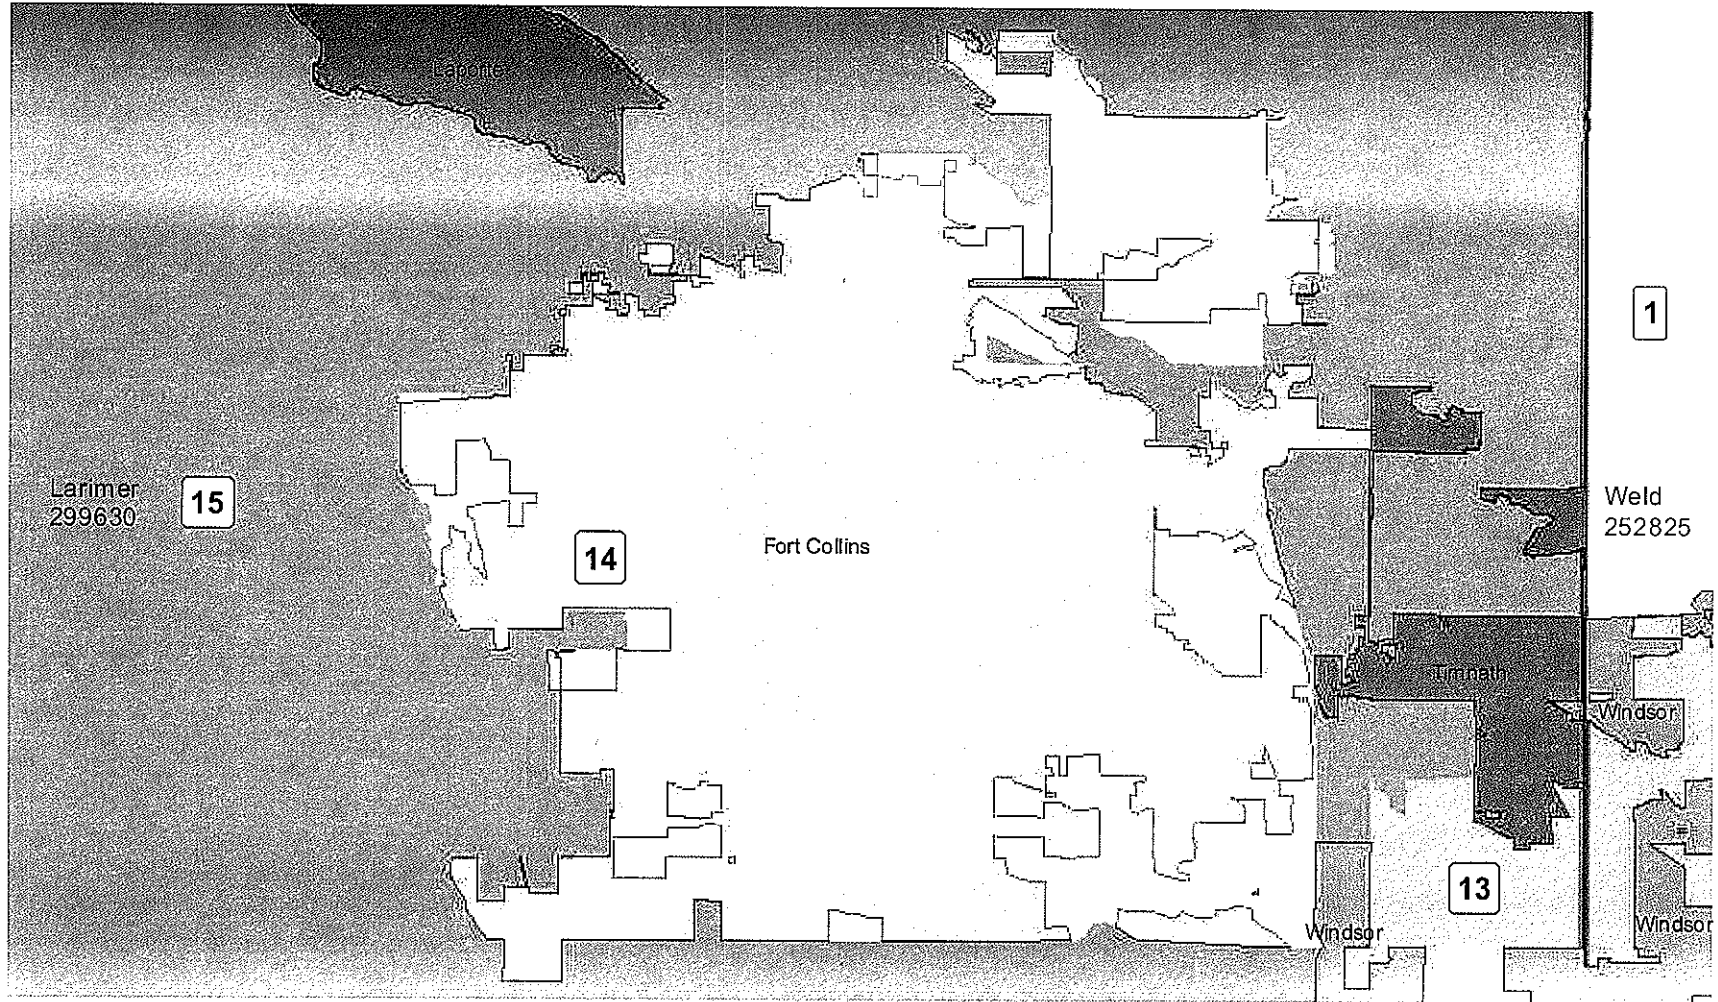 Laporte
1
Larimer
299630
15
Weld
252825
14
Fort Collins
Timnath
Windsor
13
Windsor
Windsor